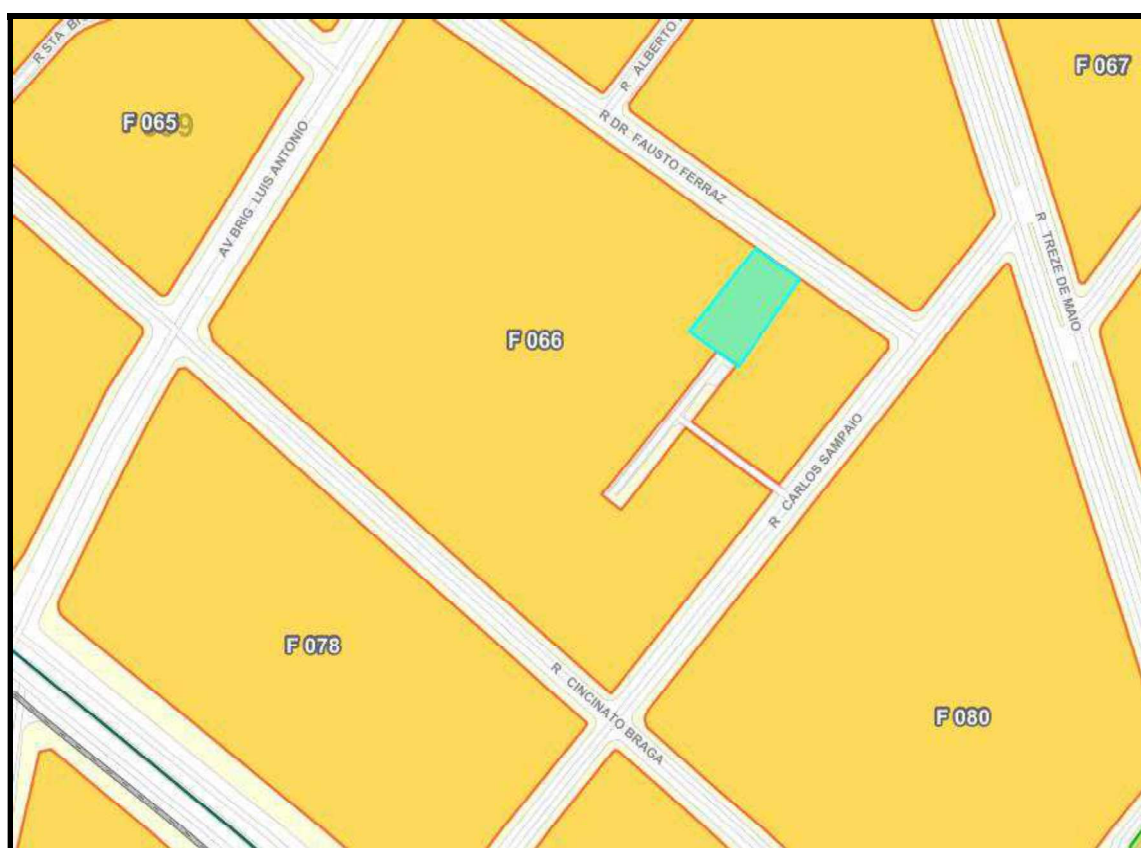 R STA
R ALBERTO
F 067
F 065
AV. BRIG. LUIS ANTONIO
R DR. FAUSTO FERRAZ
R TREZE DE MAIO
F 066
R CARLOS SAMPAIO
F 078
R CINCINATO BRAGA
F 080